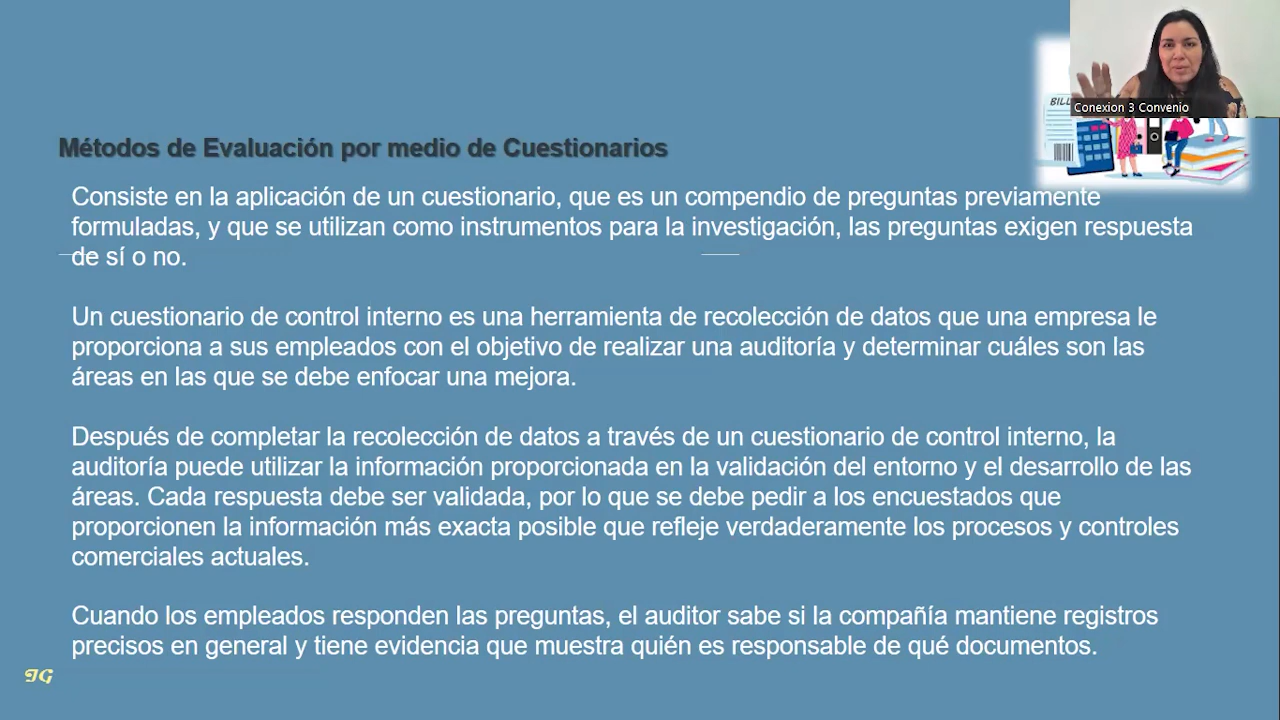 BILL
Conexion 3 Convenio
Métodos de Evaluación por medio de Cuestionarios
Consiste en la aplicación de un cuestionario, que es un compendio de preguntas previamente
formuladas, y que se utilizan como instrumentos para la investigación, las preguntas exigen respuesta
de sí o no.
Un cuestionario de control interno es una herramienta de recolección de datos que una empresa le
proporciona a sus empleados con el objetivo de realizar una auditoría y determinar cuáles son las
áreas en las que se debe enfocar una mejora.
Después de completar la recolección de datos a través de un cuestionario de control interno, la
auditoría puede utilizar la información proporcionada en la validación del entorno y el desarrollo de las
áreas. Cada respuesta debe ser validada, por lo que se debe pedir a los encuestados que
proporcionen la información más exacta posible que refleje verdaderamente los procesos y controles
comerciales actuales.
Cuando los empleados responden las preguntas, el auditor sabe si la compañía mantiene registros
precisos en general y tiene evidencia que muestra quién es responsable de qué documentos.
IG